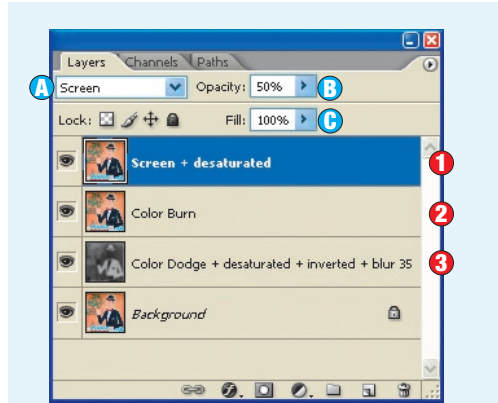 Layers Channels Paths
A Screen Opacity: 50% B
Lock: Fill: 100% C
Screen + desaturated 1
Color Burn 2
Color Dodge + desaturated + inverted + blur 35 3
Background